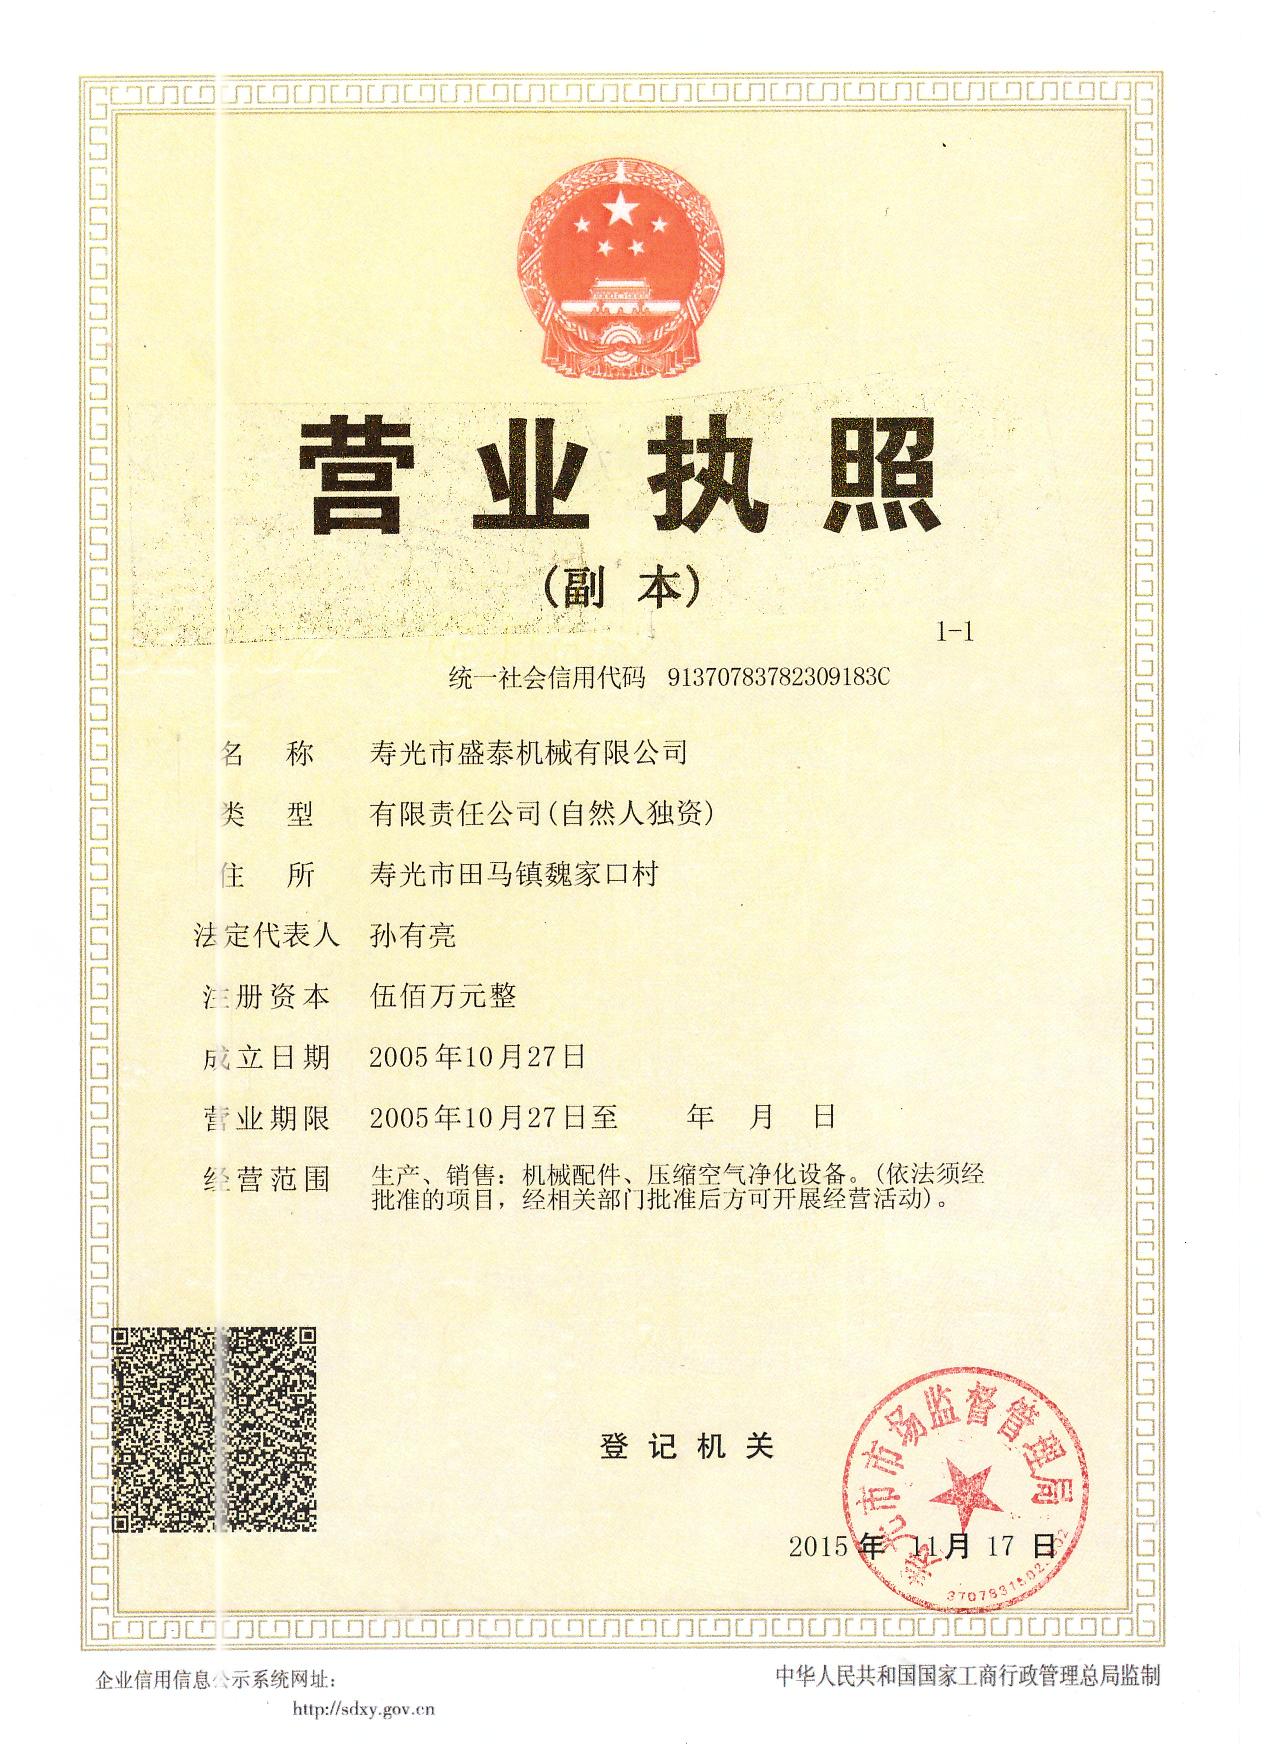 营业执照
(副 本)
1-1
统一社会信用代码 91370783782309183C
名 称 寿光市盛泰机械有限公司
类 型 有限责任公司(自然人独资)
住 所 寿光市田马镇魏家口村
法定代表人 孙有亮
注册资本 伍佰万元整
成立日期 2005年10月27日
营业期限 2005年10月27日至 年 月 日
经营范围 生产、销售：机械配件、压缩空气净化设备。(依法须经
批准的项目，经相关部门批准后方可开展经营活动)。
登记机关
寿光市市场监督管理局
2015年 11月 17日
企业信用信息公示系统网址：
http://sdxy.gov.cn
中华人民共和国国家工商行政管理总局监制